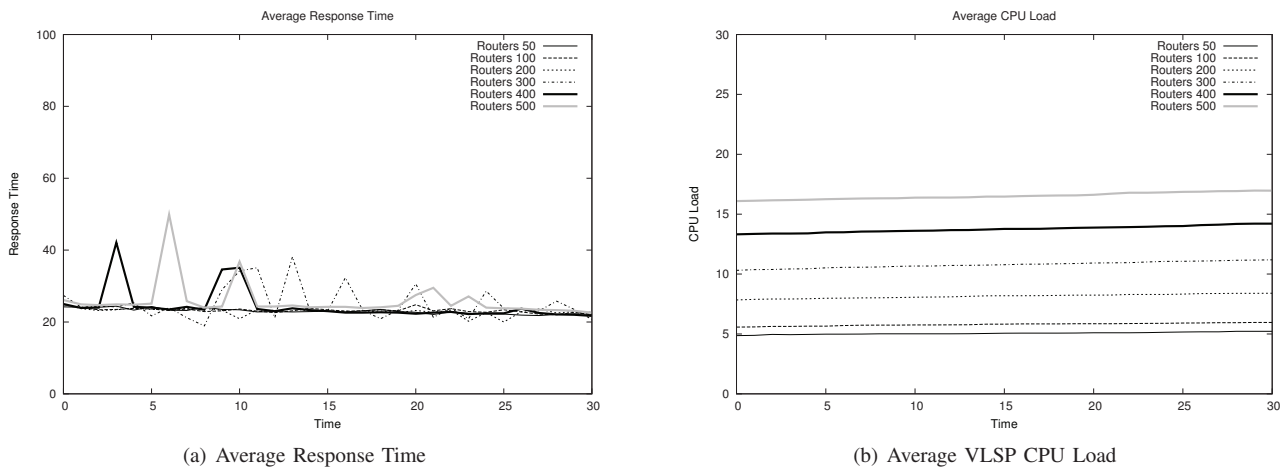 Average Response Time
100
80
60
40
20
0
0 5 10 15 20 25 30
Response Time
Time
Routers 50
Routers 100
Routers 200
Routers 300
Routers 400
Routers 500
(a) Average Response Time
Average CPU Load
30
25
20
15
10
5
0
0 5 10 15 20 25 30
CPU Load
Time
Routers 50
Routers 100
Routers 200
Routers 300
Routers 400
Routers 500
(b) Average VLSP CPU Load